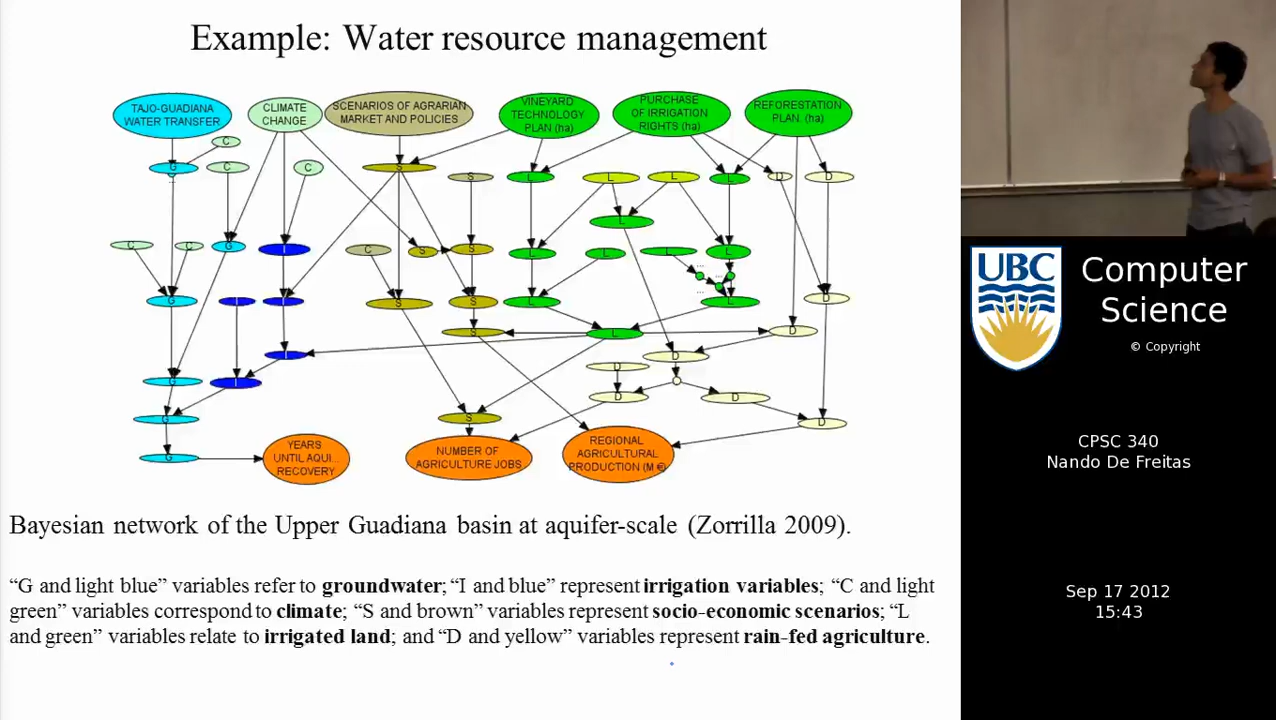 Example: Water resource management
TAJO-GUADIANA
WATER TRANSFER
CLIMATE
CHANGE
SCENARIOS OF AGRARIAN
MARKET AND POLICIES
VINEYARD
TECHNOLOGY
PLAN (ha)
PURCHASE
OF IRRIGATION
RIGHTS (ha)
REFORESTATION
PLAN. (ha)
C
G C C S S L L L L D D
L
C C G I C S S L L L L
... ...
...
G I I S S L L D
S L D
I D
G I D D D
G S D
G
YEARS
UNTIL AQUI...
RECOVERY
NUMBER OF
AGRICULTURE JOBS
REGIONAL
AGRICULTURAL
PRODUCTION (M €)
Bayesian network of the Upper Guadiana basin at aquifer-scale (Zorrilla 2009).
“G and light blue” variables refer to groundwater; “I and blue” represent irrigation variables; “C and light
green” variables correspond to climate; “S and brown” variables represent socio-economic scenarios; “L
and green” variables relate to irrigated land; and “D and yellow” variables represent rain-fed agriculture.
UBC
Computer
Science
© Copyright
CPSC 340
Nando De Freitas
Sep 17 2012
15:43